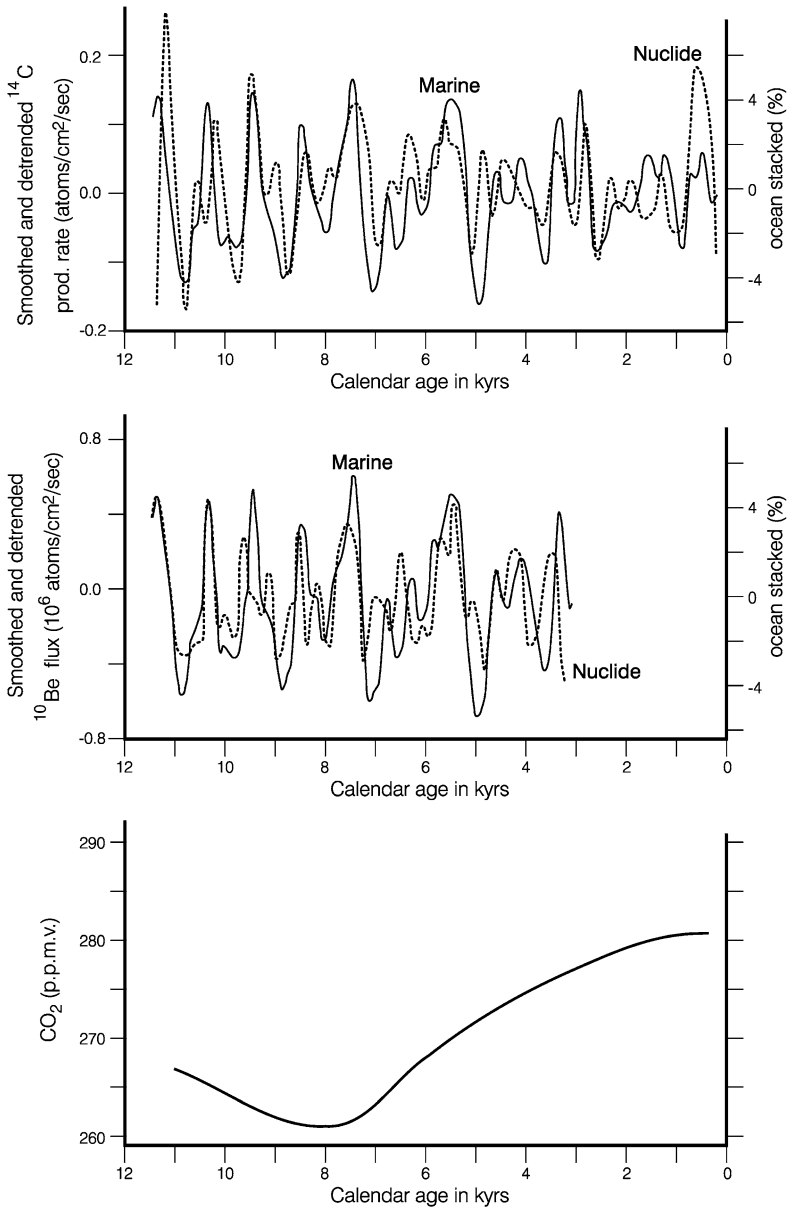 Smoothed and detrended ¹⁴C
prod. rate (atoms/cm²/sec)
0.2
0.0
-0.2
Marine
Nuclide
4
0
-4
ocean stacked (%)
12 10 8 6 4 2 0
Calendar age in kyrs
Smoothed and detrended
¹⁰Be flux (10⁶ atoms/cm²/sec)
0.8
0.0
-0.8
Marine
Nuclide
4
0
-4
ocean stacked (%)
12 10 8 6 4 2 0
Calendar age in kyrs
CO₂ (p.p.m.v.)
290
280
270
260
12 10 8 6 4 2 0
Calendar age in kyrs